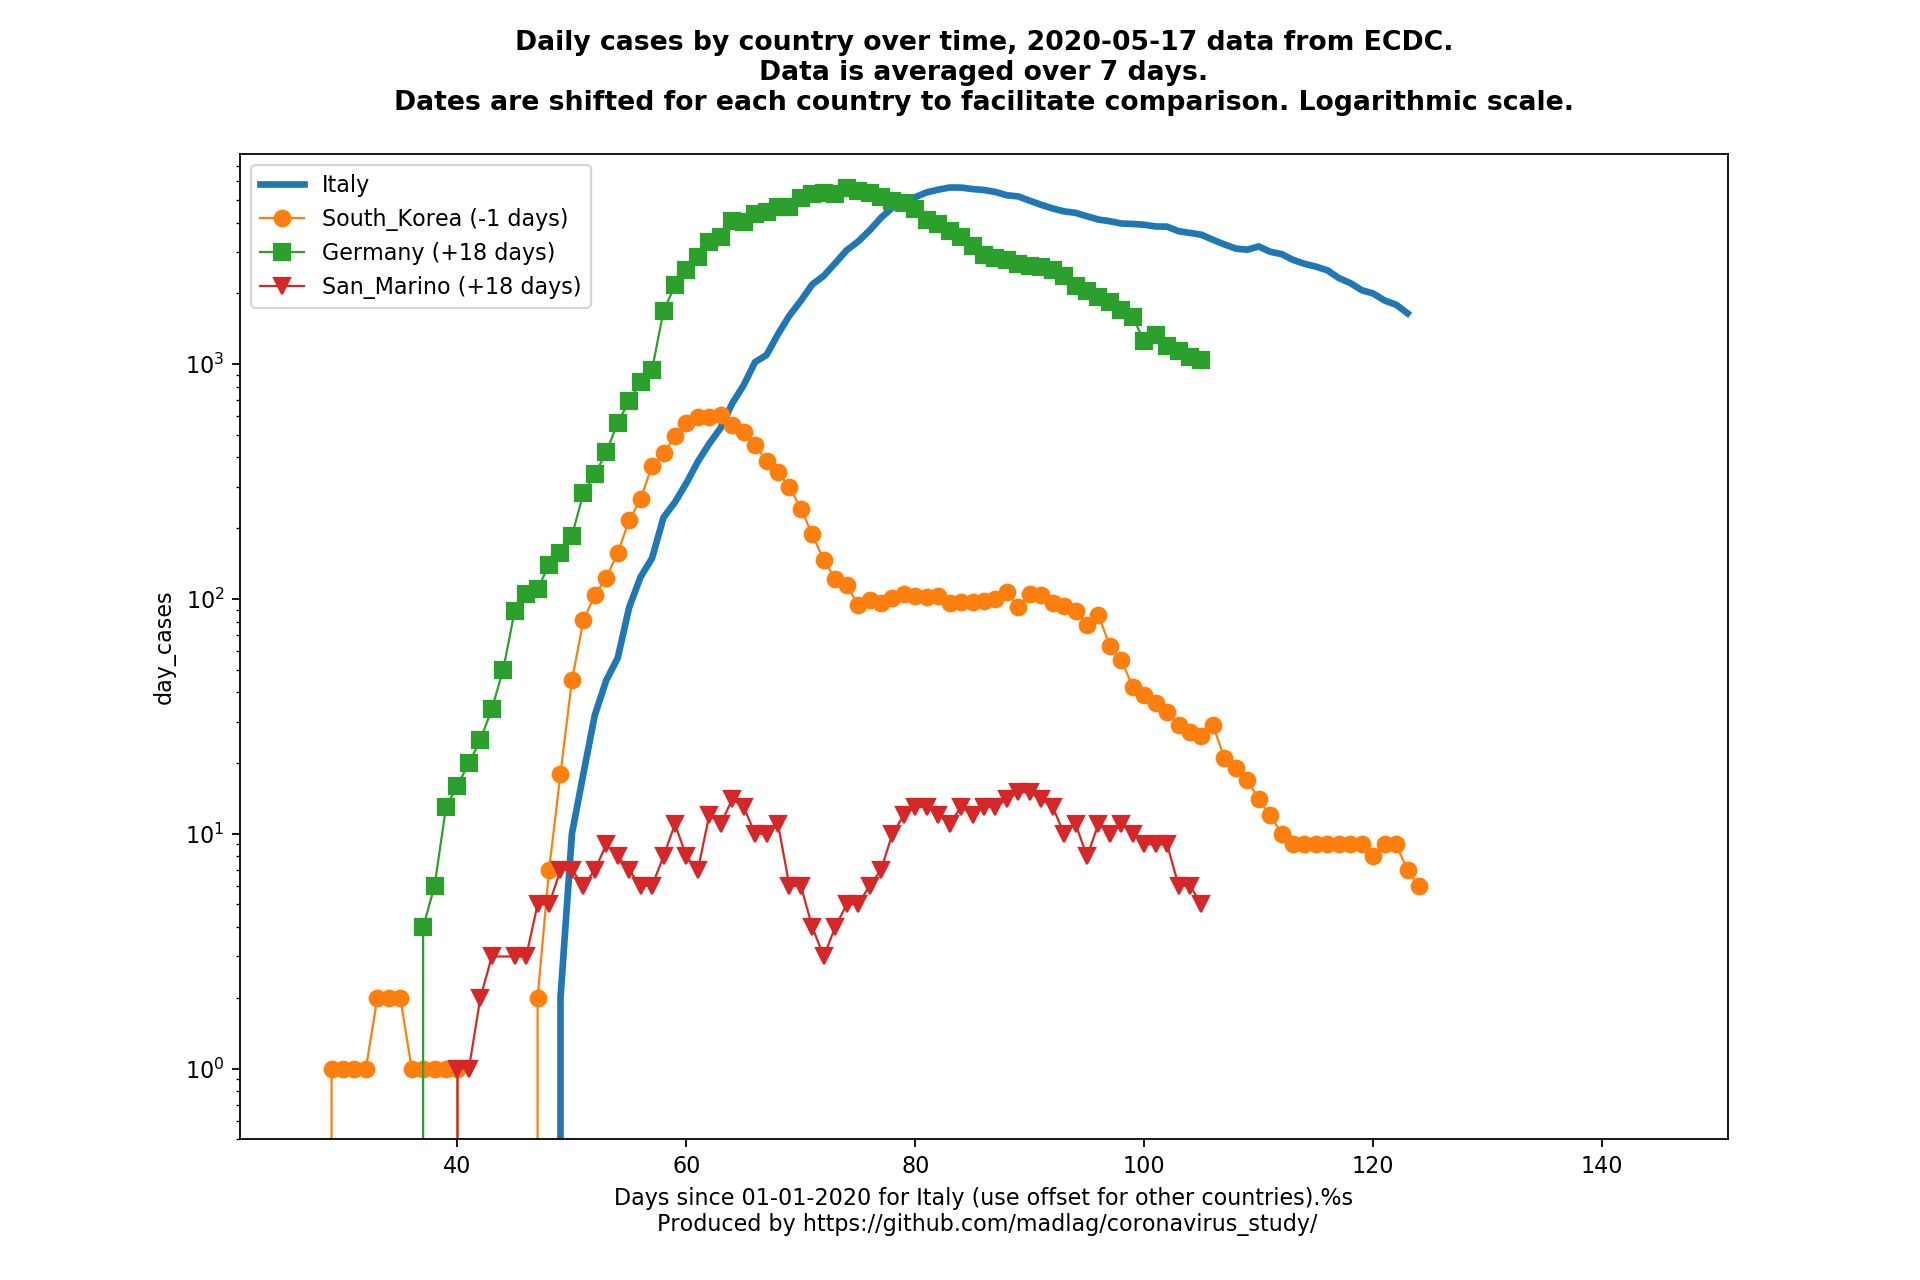 Daily cases by country over time, 2020-05-17 data from ECDC.
Data is averaged over 7 days.
Dates are shifted for each country to facilitate comparison. Logarithmic scale.
Italy
South_Korea (-1 days)
Germany (+18 days)
San_Marino (+18 days)
10³
10²
10¹
10⁰
day_cases
40 60 80 100 120 140
Days since 01-01-2020 for Italy (use offset for other countries).%s
Produced by https://github.com/madlag/coronavirus_study/